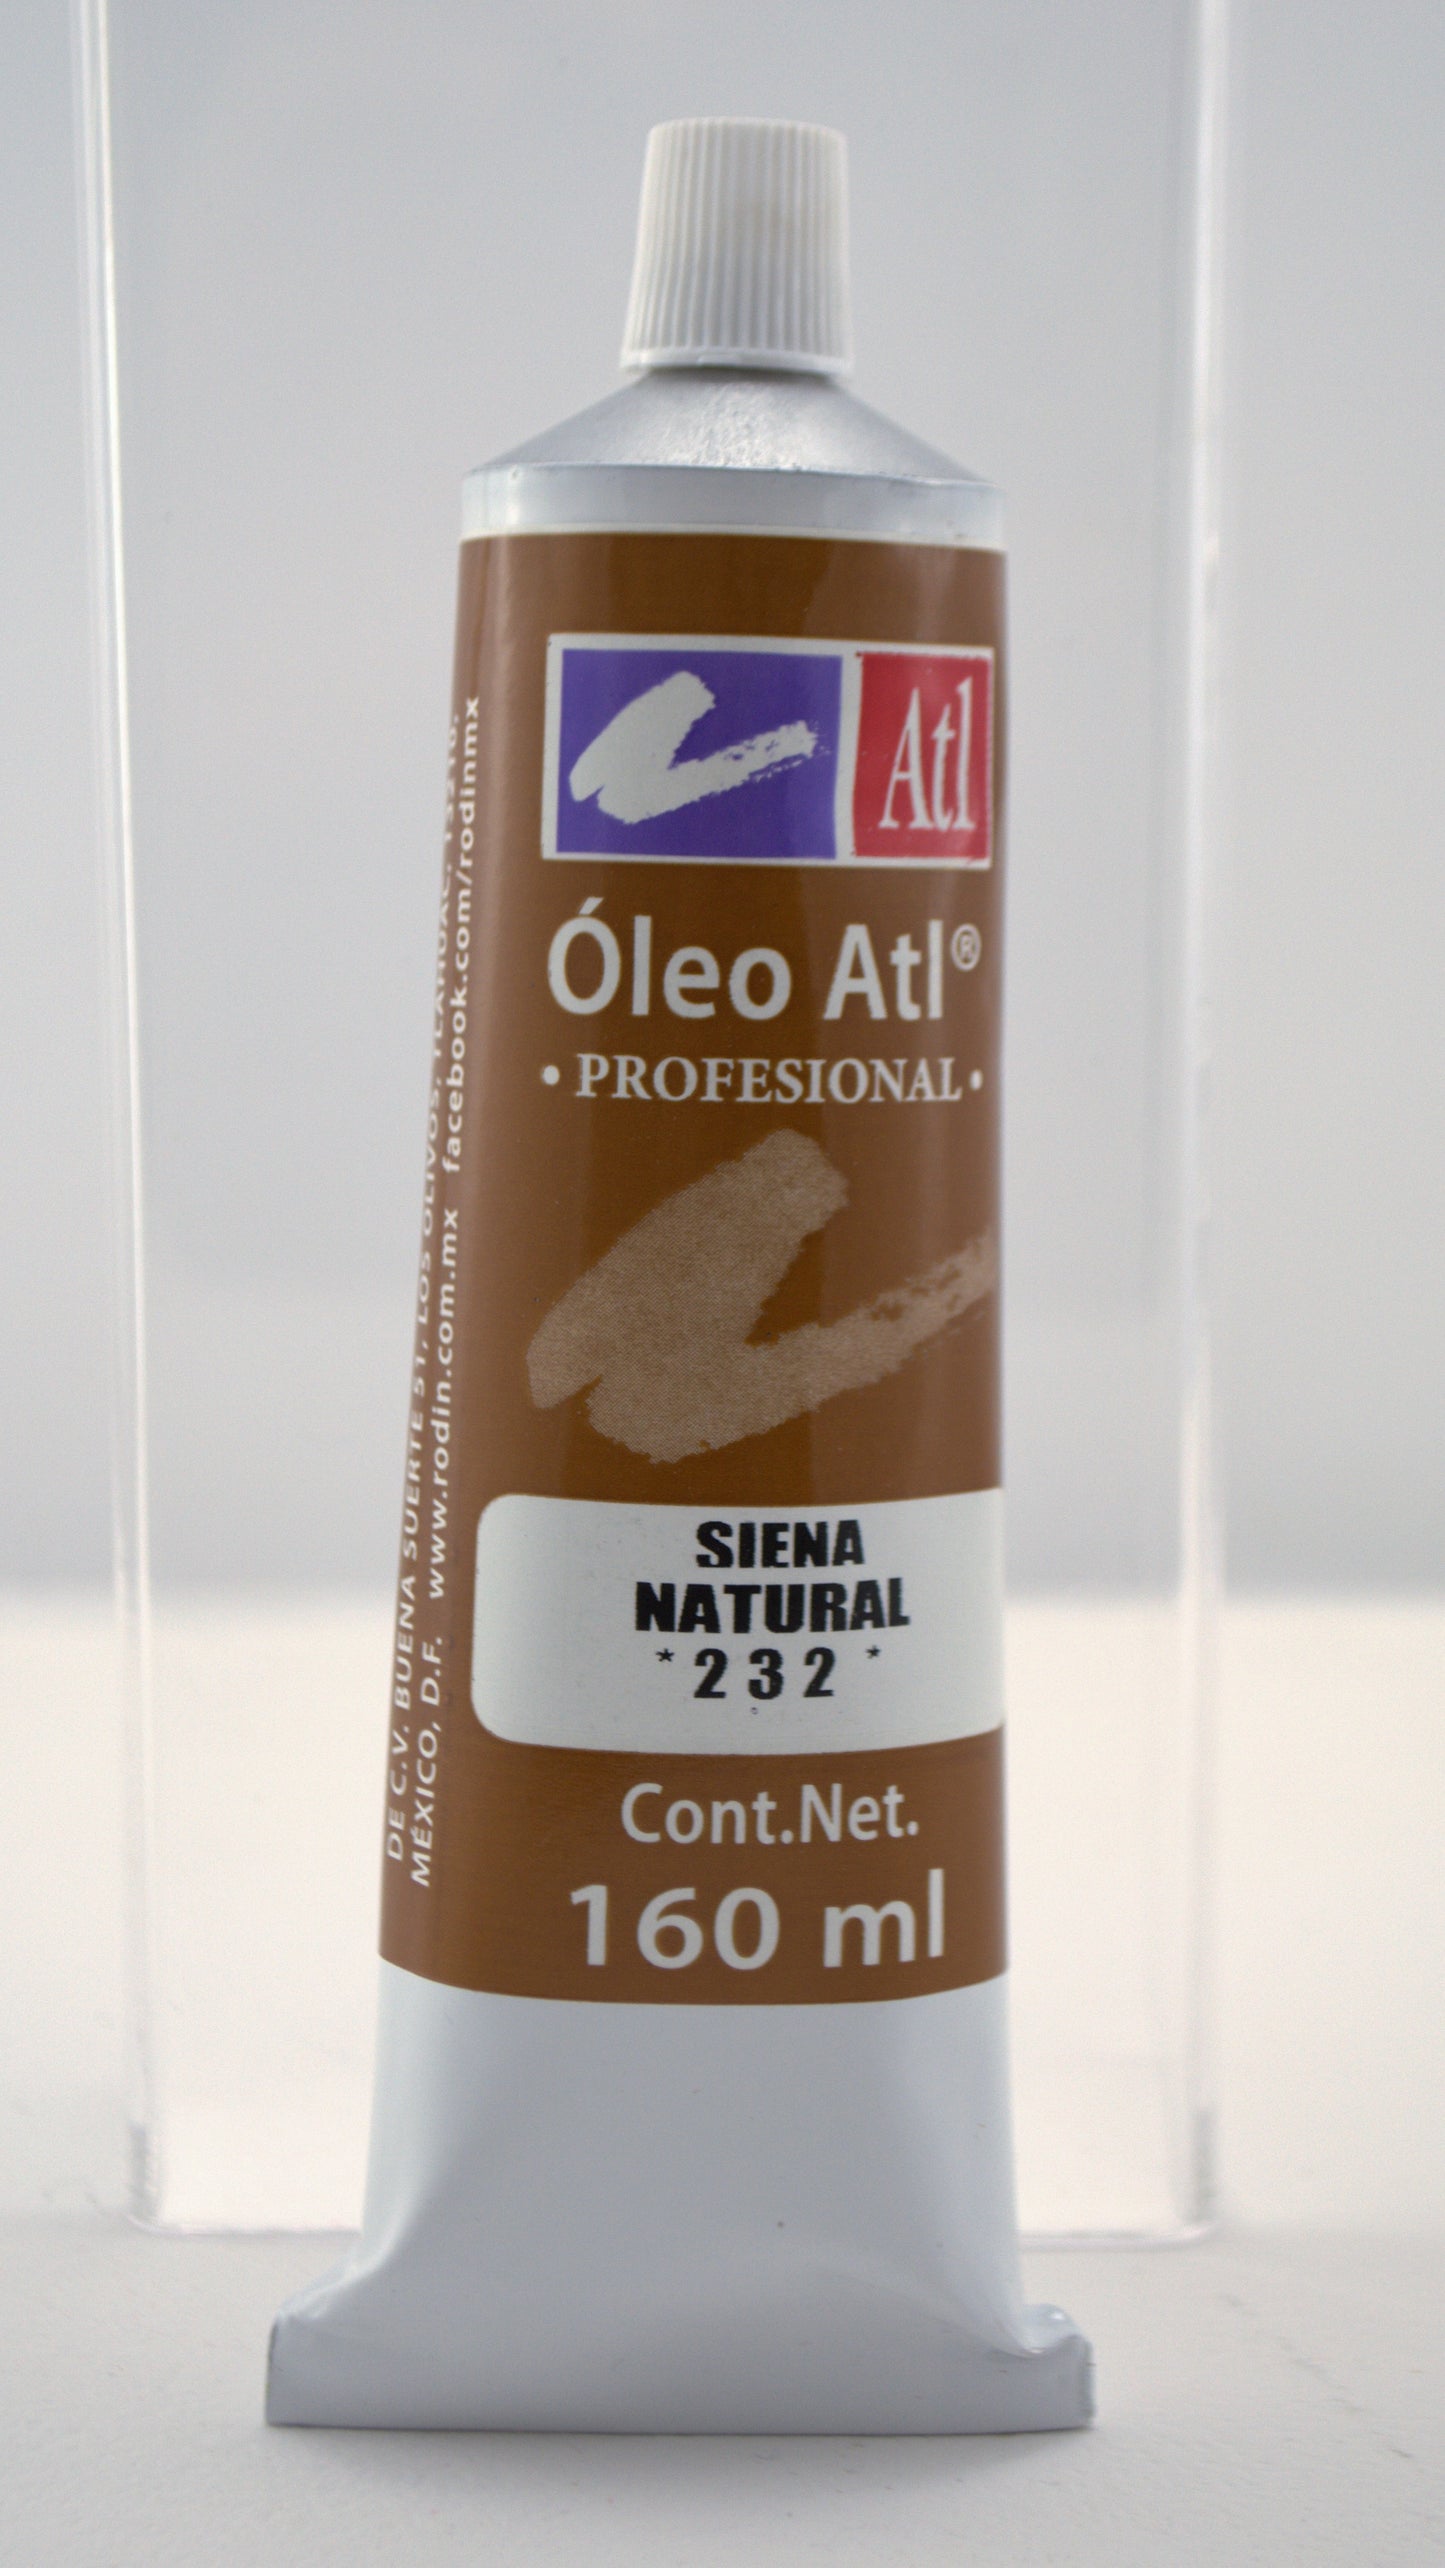 Atl
Óleo Atl®
• PROFESIONAL •
SIENA
NATURAL
* 2 3 2 *
Cont.Net.
160 ml
DE C.V. BUENA SUERTE 51, LOS OLIVOS, TLÁHUAC, 13210.
MÉXICO, D.F. www.rodin.com.mx facebook.com/rodinmx